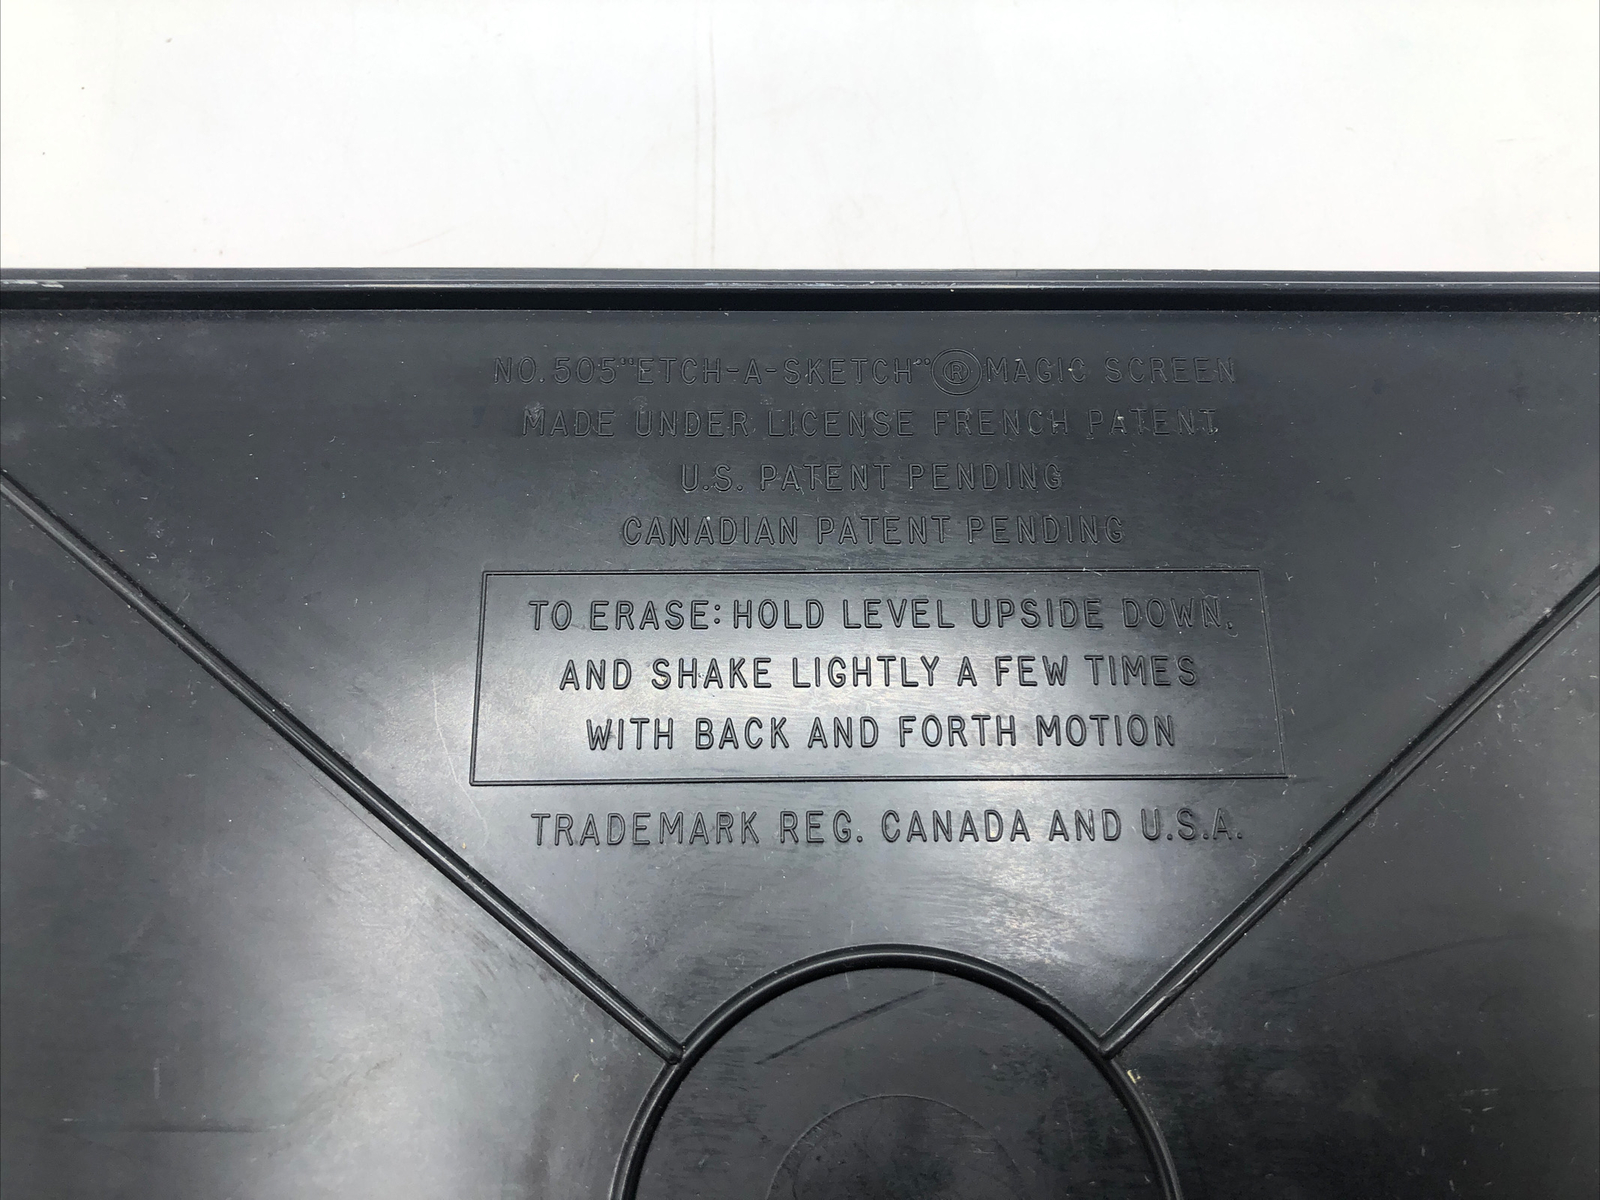 NO. 505 "ETCH-A-SKETCH" ® MAGIC SCREEN
MADE UNDER LICENSE FRENCH PATENT
U.S. PATENT PENDING
CANADIAN PATENT PENDING
TO ERASE: HOLD LEVEL UPSIDE DOWN,
AND SHAKE LIGHTLY A FEW TIMES
WITH BACK AND FORTH MOTION
TRADEMARK REG. CANADA AND U.S.A.